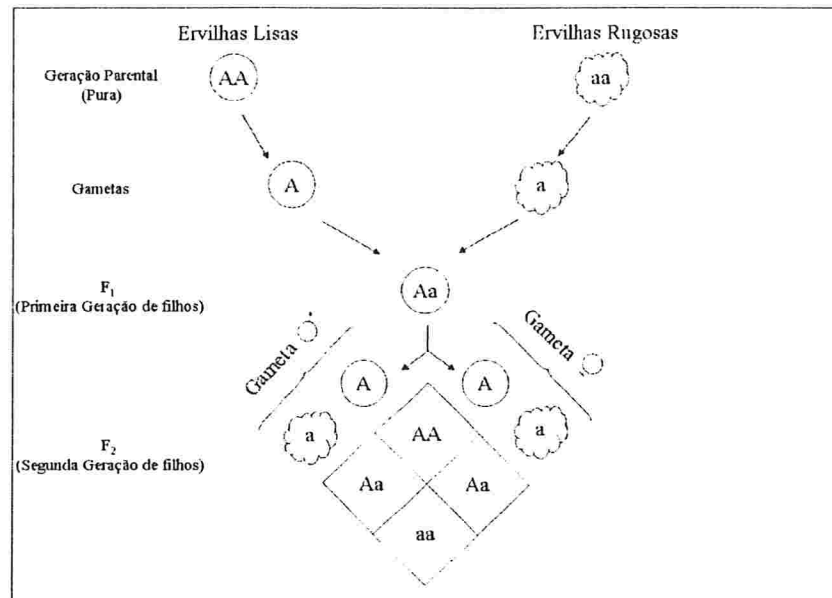 Ervilhas Lisas
Ervilhas Rugosas
Geração Parental
(Pura)
AA
aa
Gametas
A
a
F1
(Primeira Geração de filhos)
Aa
Gameta
Gameta
A
A
a
a
F2
(Segunda Geração de filhos)
AA
Aa
Aa
aa